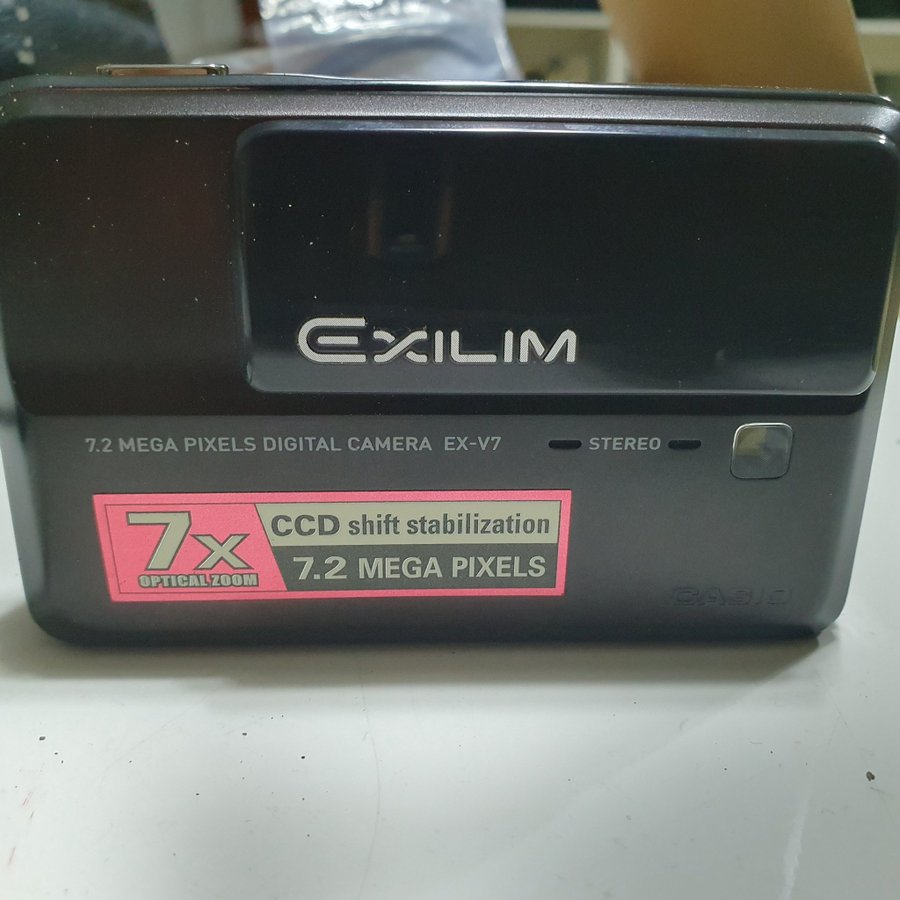 EXILIM
7.2 MEGA PIXELS DIGITAL CAMERA EX-V7 STEREO
7x
OPTICAL ZOOM
CCD shift stabilization
7.2 MEGA PIXELS
CASIO